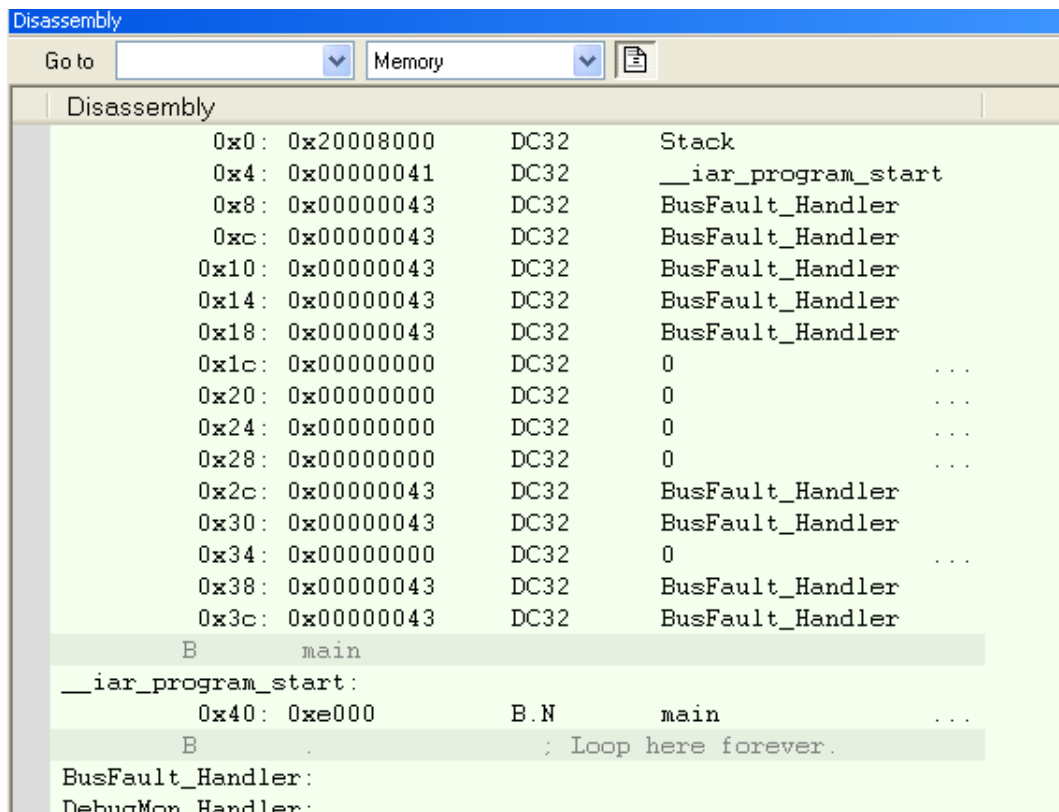 Disassembly
Go to Memory
Disassembly
0x0: 0x20008000 DC32 Stack
0x4: 0x00000041 DC32 __iar_program_start
0x8: 0x00000043 DC32 BusFault_Handler
0xc: 0x00000043 DC32 BusFault_Handler
0x10: 0x00000043 DC32 BusFault_Handler
0x14: 0x00000043 DC32 BusFault_Handler
0x18: 0x00000043 DC32 BusFault_Handler
0x1c: 0x00000000 DC32 0 ...
0x20: 0x00000000 DC32 0 ...
0x24: 0x00000000 DC32 0 ...
0x28: 0x00000000 DC32 0 ...
0x2c: 0x00000043 DC32 BusFault_Handler
0x30: 0x00000043 DC32 BusFault_Handler
0x34: 0x00000000 DC32 0 ...
0x38: 0x00000043 DC32 BusFault_Handler
0x3c: 0x00000043 DC32 BusFault_Handler
B main
__iar_program_start:
0x40: 0xe000 B.N main ...
B . ; Loop here forever.
BusFault_Handler:
DebugMon_Handler: